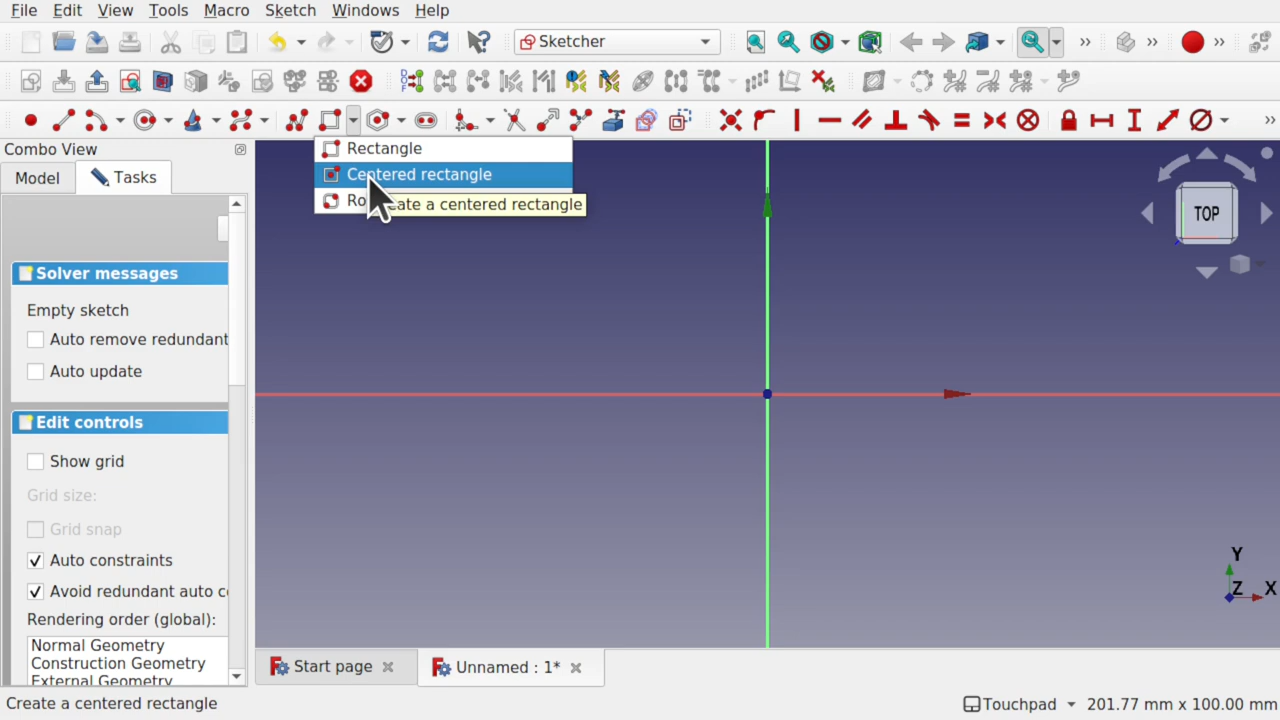 File Edit View Tools Macro Sketch Windows Help
Sketcher
Combo View
Model Tasks
Rectangle
Centered rectangle
Create a centered rectangle
TOP
Solver messages
Empty sketch
Auto remove redundant
Auto update
Edit controls
Show grid
Grid size:
Grid snap
Auto constraints
Avoid redundant auto c
Rendering order (global):
Normal Geometry
Construction Geometry
External Geometry
Y
Z X
Start page
Unnamed : 1*
Create a centered rectangle
Touchpad 201.77 mm x 100.00 mm